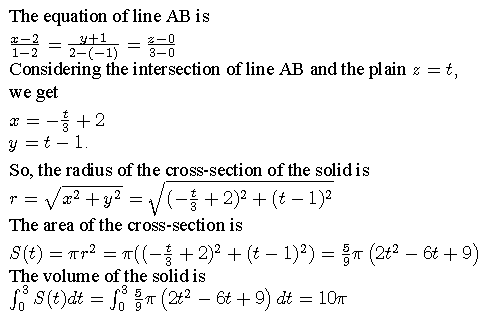 The equation of line AB is
\frac{x-2}{1-2} = \frac{y+1}{2-(-1)} = \frac{z-0}{3-0}
Considering the intersection of line AB and the plain z = t,
we get
x = -\frac{t}{3} + 2
y = t - 1.
So, the radius of the cross-section of the solid is
r = \sqrt{x^2 + y^2} = \sqrt{(-\frac{t}{3} + 2)^2 + (t - 1)^2}
The area of the cross-section is
S(t) = \pi r^2 = \pi((-\frac{t}{3} + 2)^2 + (t - 1)^2) = \frac{5}{9}\pi (2t^2 - 6t + 9)
The volume of the solid is
\int_0^3 S(t)dt = \int_0^3 \frac{5}{9}\pi (2t^2 - 6t + 9) dt = 10\pi